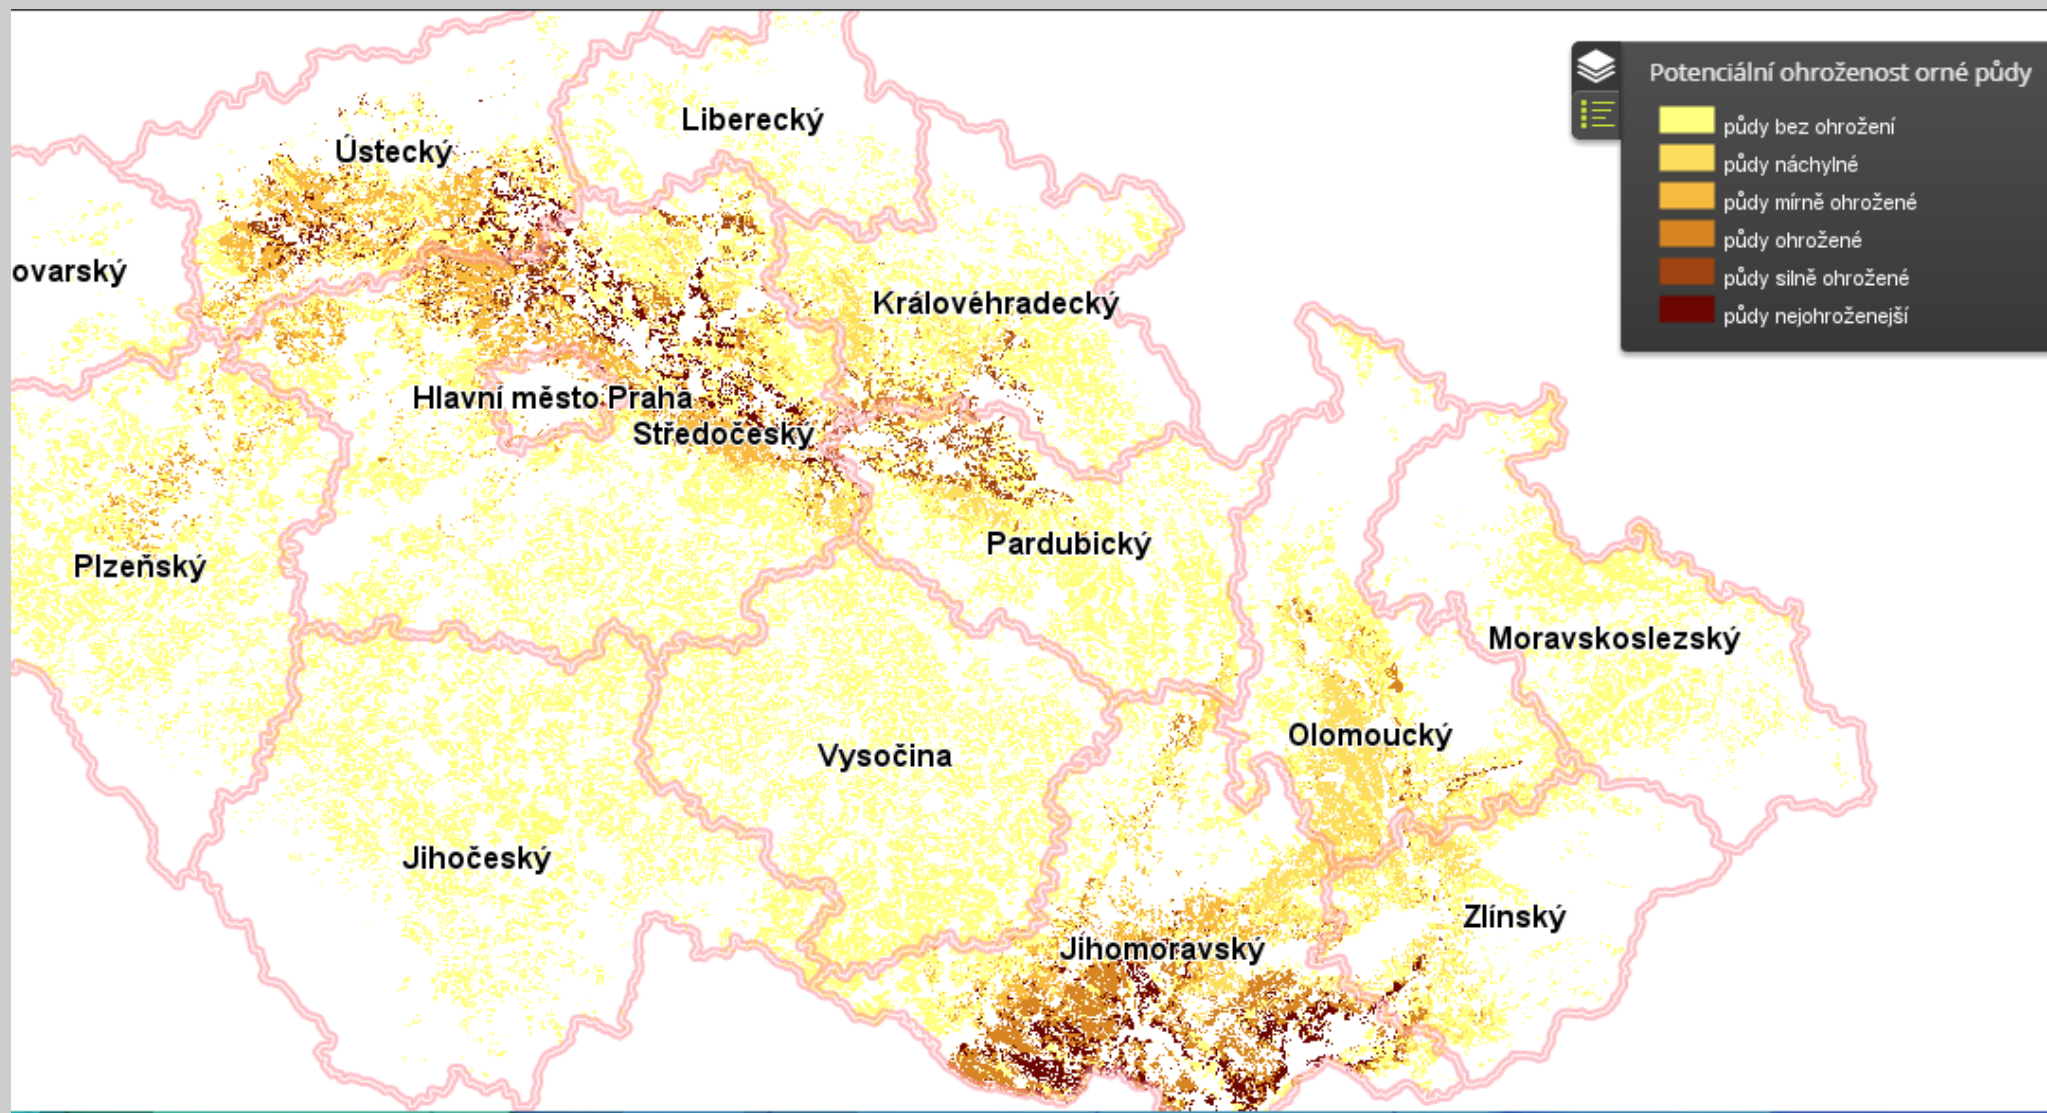 Potenciální ohroženost orné půdy
půdy bez ohrožení
půdy náchylné
půdy mírně ohrožené
půdy ohrožené
půdy silně ohrožené
půdy nejohroženejší
Liberecký
Ústecký
ovarský
Královéhradecký
Hlavní město Praha
Středočeský
Pardubický
Plzeňský
Moravskoslezský
Olomoucký
Vysočina
Jihočeský
Zlínský
Jihomoravský